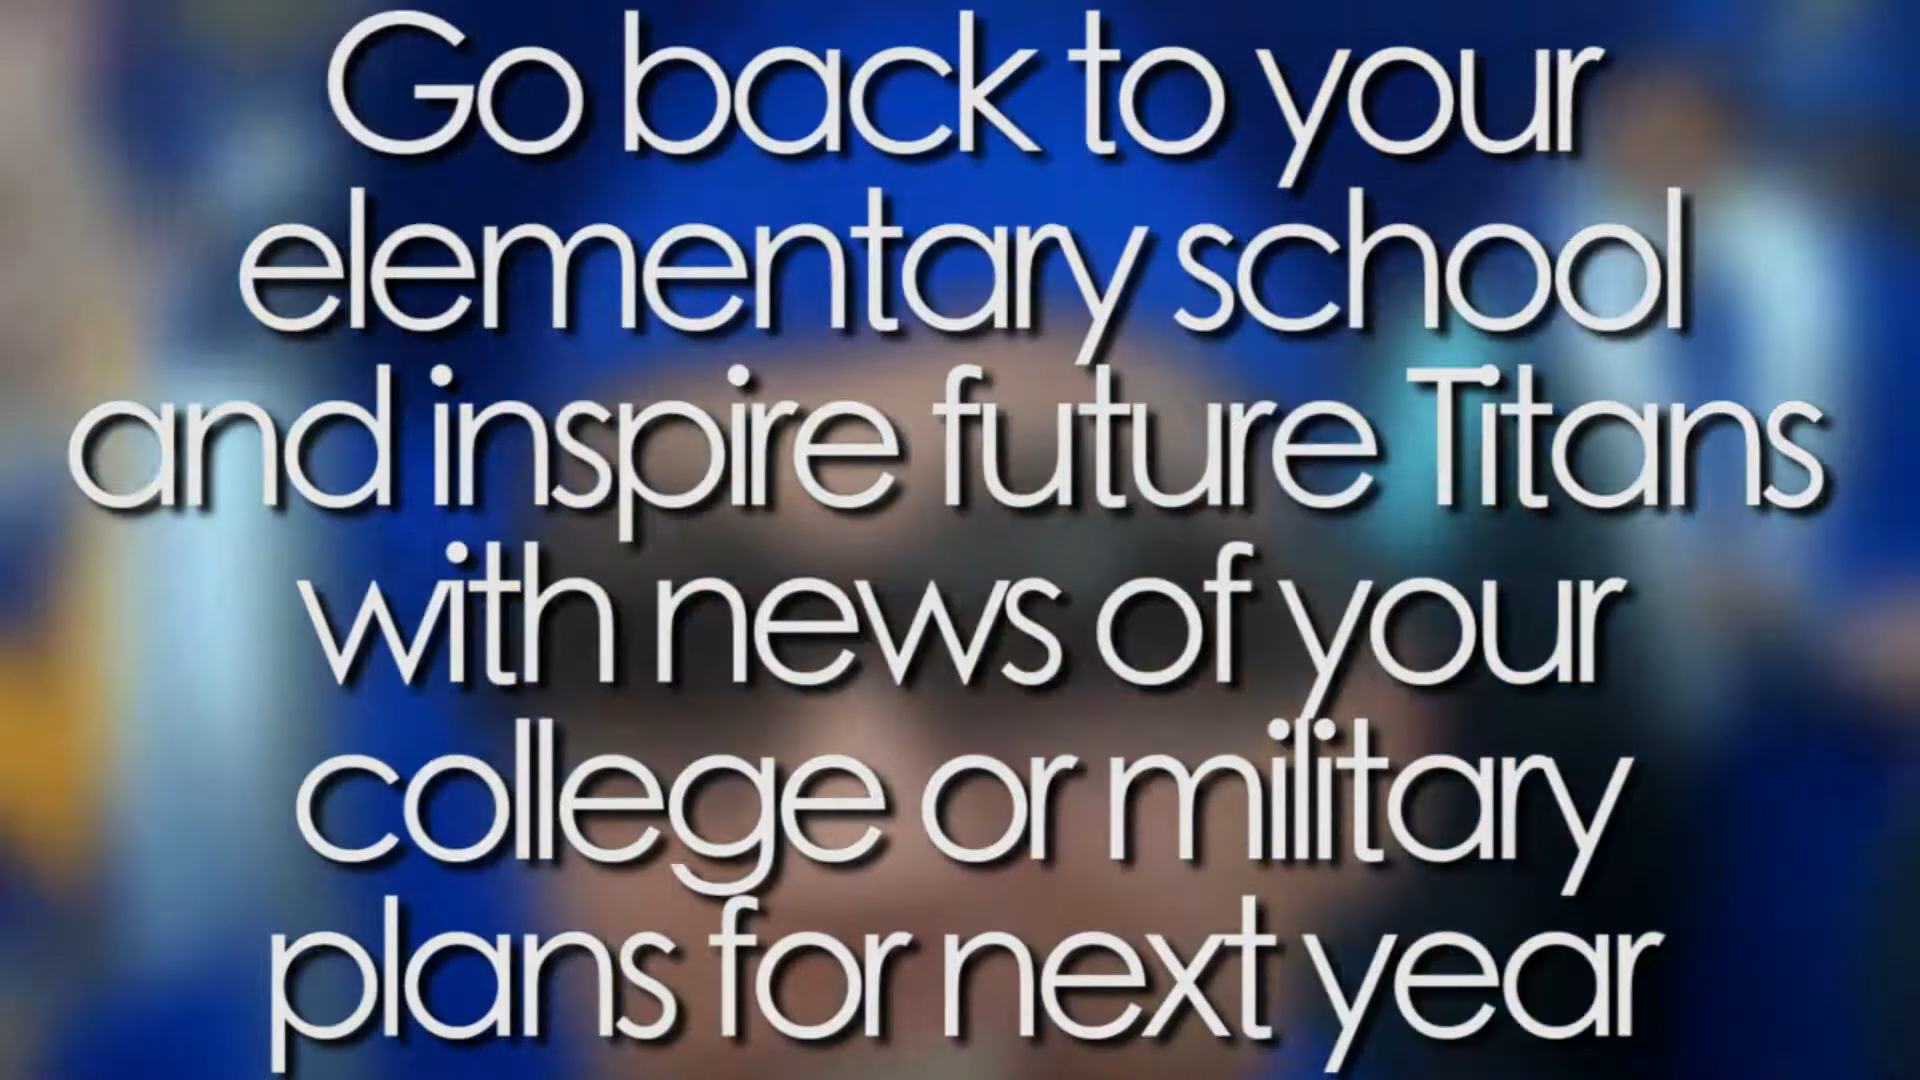 Go back to your
elementary school
and inspire future Titans
with news of your
college or military
plans for next year